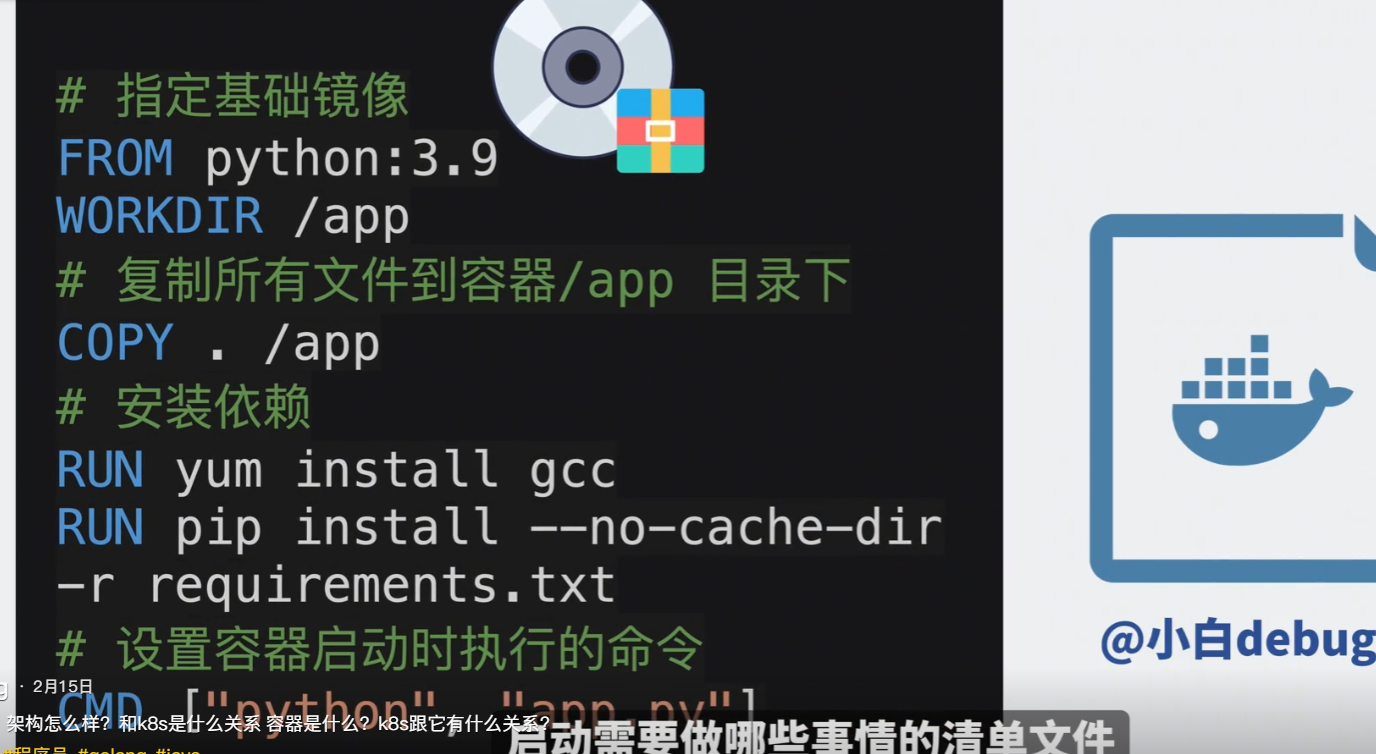 # 指定基础镜像
FROM python:3.9
WORKDIR /app
# 复制所有文件到容器/app 目录下
COPY . /app
# 安装依赖
RUN yum install gcc
RUN pip install --no-cache-dir
-r requirements.txt
# 设置容器启动时执行的命令
CMD ["python", "app.py"]
@小白debug
g · 2月15日
架构怎么样？和k8s是什么关系 容器是什么？k8s跟它有什么关系？
启动需要做哪些事情的清单文件
#程序员 #golang #java